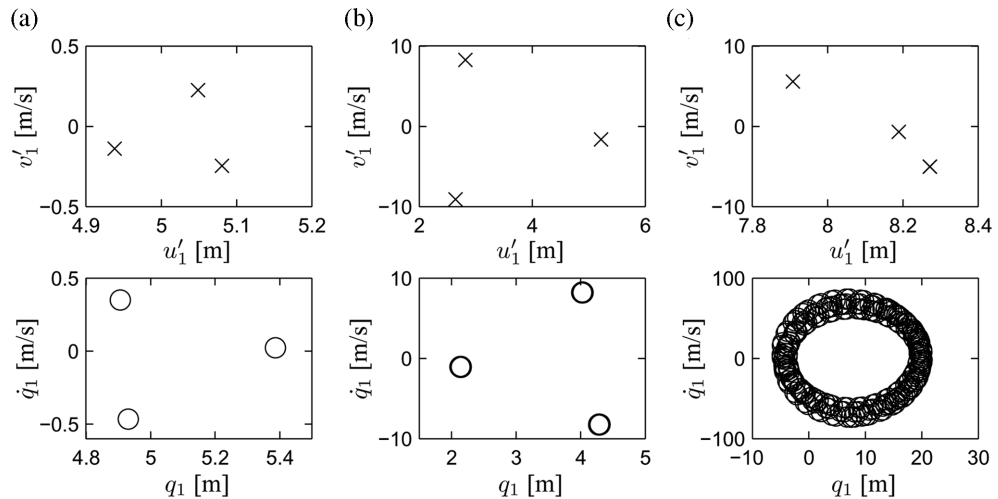 (a) (b) (c)
0.5 10 10
v′₁ [m/s] 0 v′₁ [m/s] 0 v′₁ [m/s] 0
−0.5 −10 −10
4.9 5 5.1 5.2 2 4 6 7.8 8 8.2 8.4
u′₁ [m] u′₁ [m] u′₁ [m]
0.5 10 100
q̇₁ [m/s] 0 q̇₁ [m/s] 0 q̇₁ [m/s] 0
−0.5 −10 −100
4.8 5 5.2 5.4 2 3 4 5 −10 0 10 20 30
q₁ [m] q₁ [m] q₁ [m]